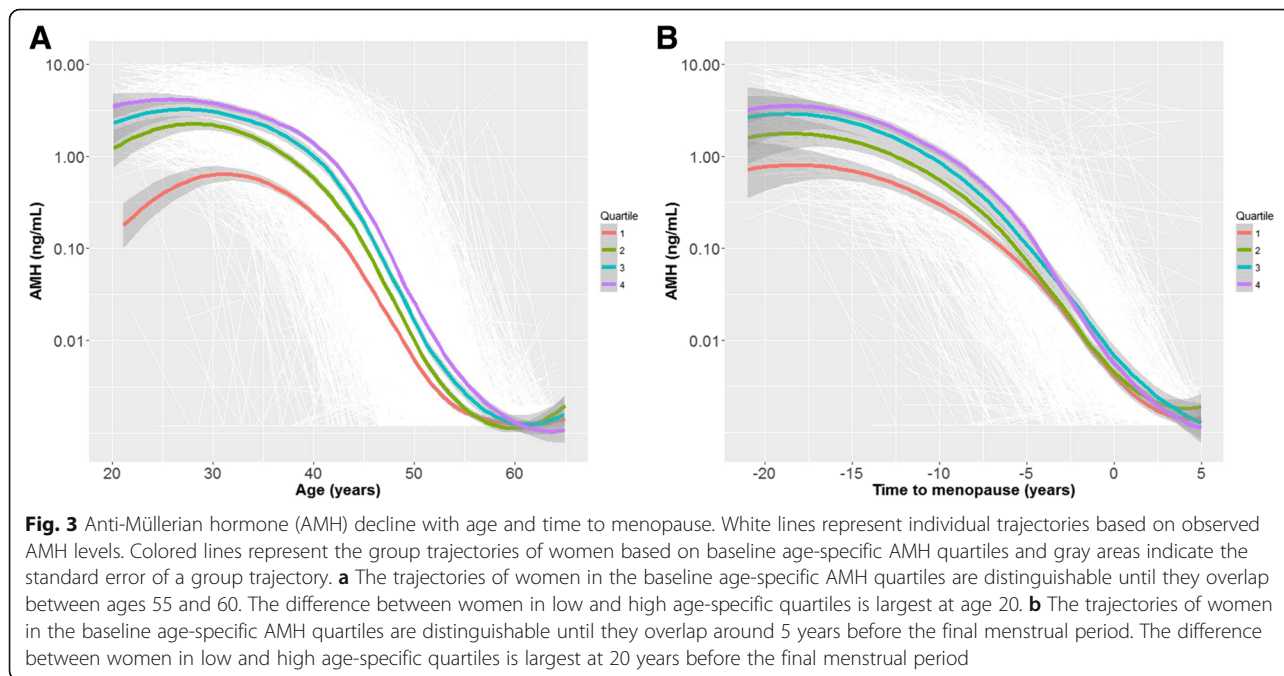 A
AMH (ng/mL)
10.00
1.00
0.10
0.01
20
30
40
50
60
Age (years)
Quartile
1
2
3
4
B
AMH (ng/mL)
10.00
1.00
0.10
0.01
-20
-15
-10
-5
0
5
Time to menopause (years)
Quartile
1
2
3
4
Fig. 3 Anti-Müllerian hormone (AMH) decline with age and time to menopause. White lines represent individual trajectories based on observed
AMH levels. Colored lines represent the group trajectories of women based on baseline age-specific AMH quartiles and gray areas indicate the
standard error of a group trajectory. a The trajectories of women in the baseline age-specific AMH quartiles are distinguishable until they overlap
between ages 55 and 60. The difference between women in low and high age-specific quartiles is largest at age 20. b The trajectories of women
in the baseline age-specific AMH quartiles are distinguishable until they overlap around 5 years before the final menstrual period. The difference
between women in low and high age-specific quartiles is largest at 20 years before the final menstrual period